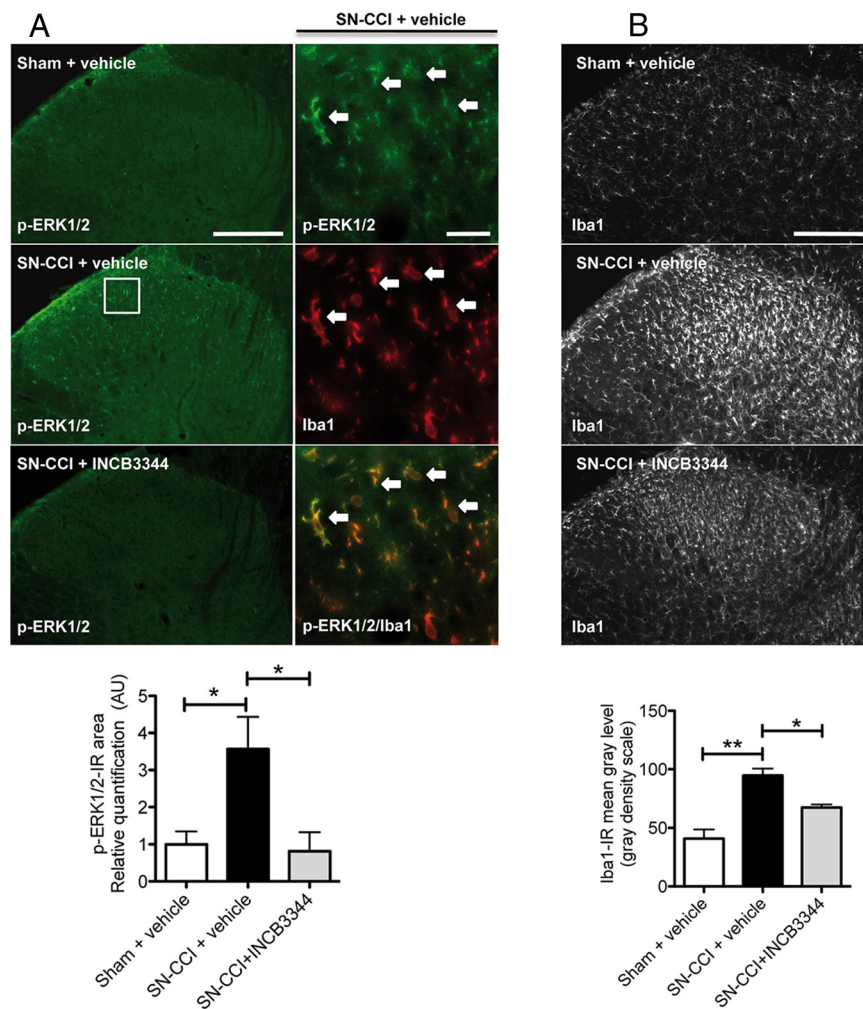 A
SN-CCI + vehicle
B
Sham + vehicle
p-ERK1/2
p-ERK1/2
Sham + vehicle
Iba1
SN-CCI + vehicle
p-ERK1/2
Iba1
SN-CCI + vehicle
Iba1
SN-CCI + INCB3344
p-ERK1/2
p-ERK1/2/Iba1
SN-CCI + INCB3344
Iba1
p-ERK1/2-IR area
Relative quantification (AU)
5
4
3
2
1
0
*
*
Sham + vehicle
SN-CCI + vehicle
SN-CCI+INCB3344
Iba1-IR mean gray level
(gray density scale)
150
100
50
0
**
*
Sham + vehicle
SN-CCI + vehicle
SN-CCI+INCB3344